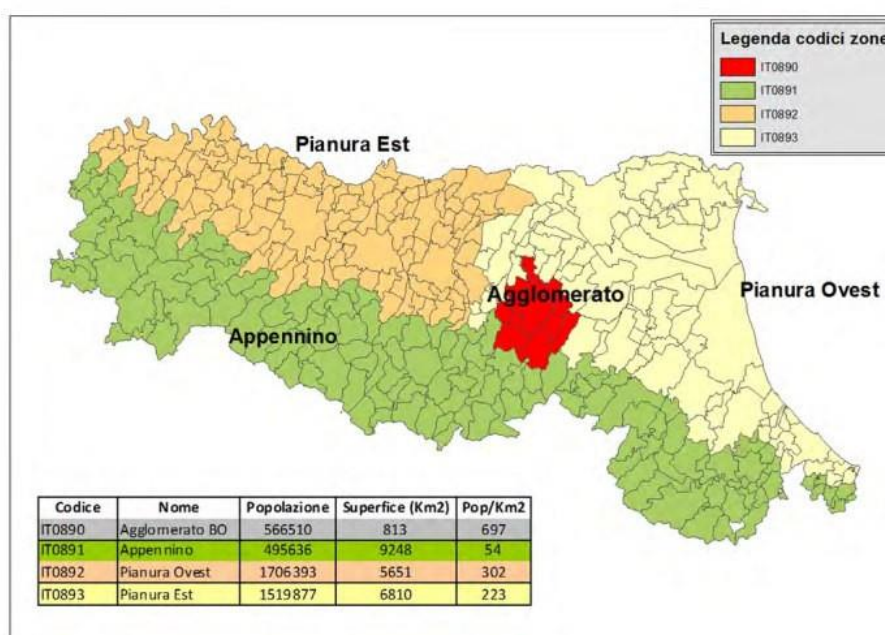 Legenda codici zone
IT0890
IT0891
IT0892
IT0893
Pianura Est
Agglomerato
Pianura Ovest
Appennino
Codice Nome Popolazione Superfice (Km2) Pop/Km2
IT0890 Agglomerato BO 566510 813 697
IT0891 Appennino 495636 9248 54
IT0892 Pianura Ovest 1706393 5651 302
IT0893 Pianura Est 1519877 6810 223